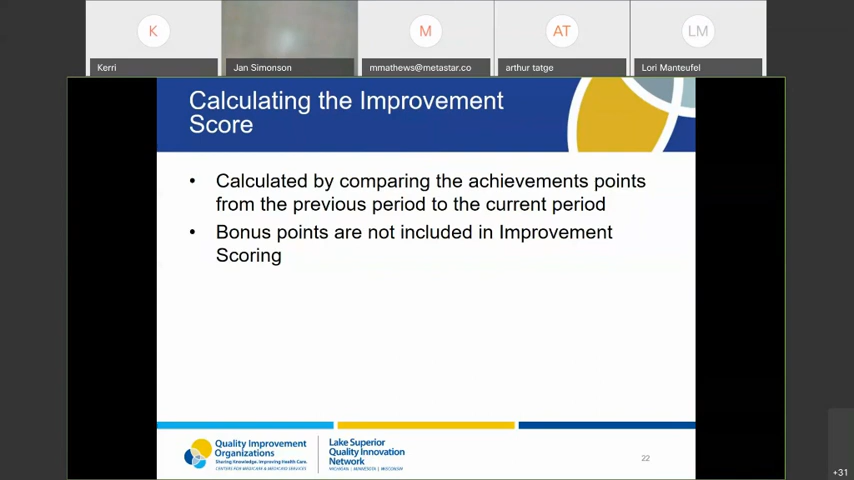 K
M
AT
LM
Kerri
Jan Simonson
mmathews@metastar.co
arthur tatge
Lori Manteufel
Calculating the Improvement
Score
• Calculated by comparing the achievements points
from the previous period to the current period
• Bonus points are not included in Improvement
Scoring
Quality Improvement
Organizations
Sharing Knowledge. Improving Health Care.
CENTERS FOR MEDICARE & MEDICAID SERVICES
Lake Superior
Quality Innovation
Network
MICHIGAN | MINNESOTA | WISCONSIN
22
+31